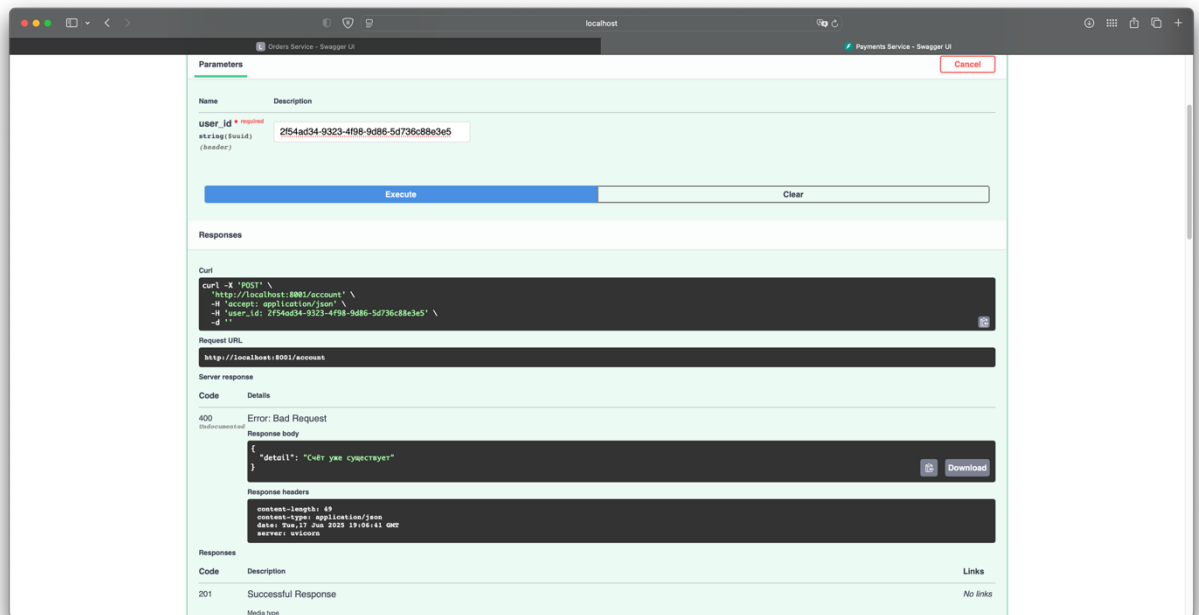 localhost
L Orders Service - Swagger UI
Payments Service - Swagger UI
Parameters
Cancel
Name Description
user_id * required
string($uuid)
(header)
2f54ad34-9323-4f98-9d86-5d736c88e3e5
Execute Clear
Responses
Curl
curl -X 'POST' \
'http://localhost:8001/account' \
-H 'accept: application/json' \
-H 'user_id: 2f54ad34-9323-4f98-9d86-5d736c88e3e5' \
-d ''
Request URL
http://localhost:8001/account
Server response
Code Details
400 Error: Bad Request
Undocumented
Response body
{
"detail": "Счёт уже существует"
}
Download
Response headers
content-length: 49
content-type: application/json
date: Tue,17 Jun 2025 19:06:41 GMT
server: uvicorn
Responses
Code Description Links
201 Successful Response No links
Media type